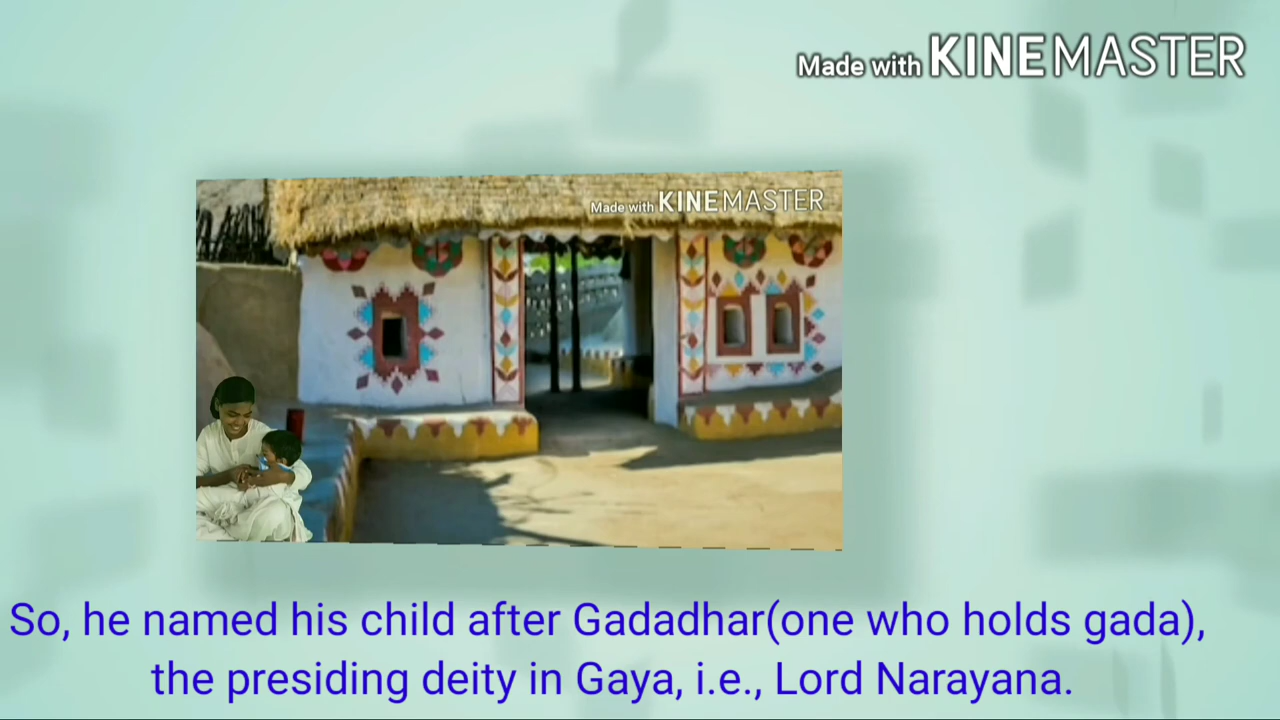 Made with KINEMASTER
Made with KINEMASTER
So, he named his child after Gadadhar(one who holds gada),
the presiding deity in Gaya, i.e., Lord Narayana.